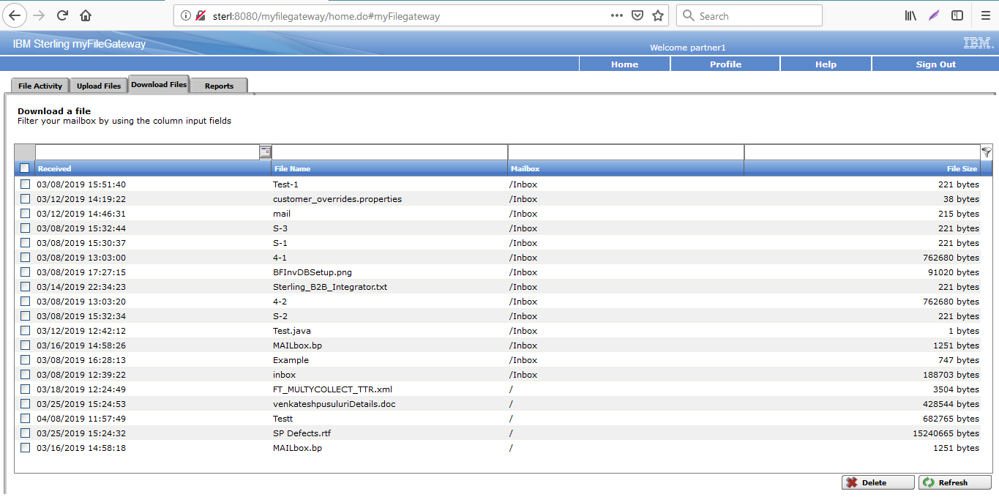 sterl:8080/myfilegateway/home.do#myFilegateway
Search
IBM Sterling myFileGateway
Welcome partner1
IBM.
Home Profile Help Sign Out
File Activity Upload Files Download Files Reports
Download a file
Filter your mailbox by using the column input fields
Received File Name Mailbox File Size
03/08/2019 15:51:40 Test-1 /Inbox 221 bytes
03/12/2019 14:19:22 customer_overrides.properties /Inbox 38 bytes
03/12/2019 14:46:31 mail /Inbox 215 bytes
03/08/2019 15:32:44 S-3 /Inbox 221 bytes
03/08/2019 15:30:37 S-1 /Inbox 221 bytes
03/08/2019 13:03:00 4-1 /Inbox 762680 bytes
03/08/2019 17:27:15 BFInvDBSetup.png /Inbox 91020 bytes
03/14/2019 22:34:23 Sterling_B2B_Integrator.txt /Inbox 221 bytes
03/08/2019 13:03:20 4-2 /Inbox 762680 bytes
03/08/2019 15:32:34 S-2 /Inbox 221 bytes
03/12/2019 12:42:12 Test.java /Inbox 1 bytes
03/16/2019 14:58:26 MAILbox.bp /Inbox 1251 bytes
03/08/2019 16:28:13 Example /Inbox 747 bytes
03/08/2019 12:39:22 inbox /Inbox 188703 bytes
03/18/2019 12:24:49 FT_MULTYCOLLECT_TTR.xml / 3504 bytes
03/25/2019 15:24:53 venkateshpusuluriDetails.doc / 428544 bytes
04/08/2019 11:57:49 Testt / 682765 bytes
03/25/2019 15:24:32 SP Defects.rtf / 15240665 bytes
03/16/2019 14:58:18 MAILbox.bp / 1251 bytes
Delete Refresh